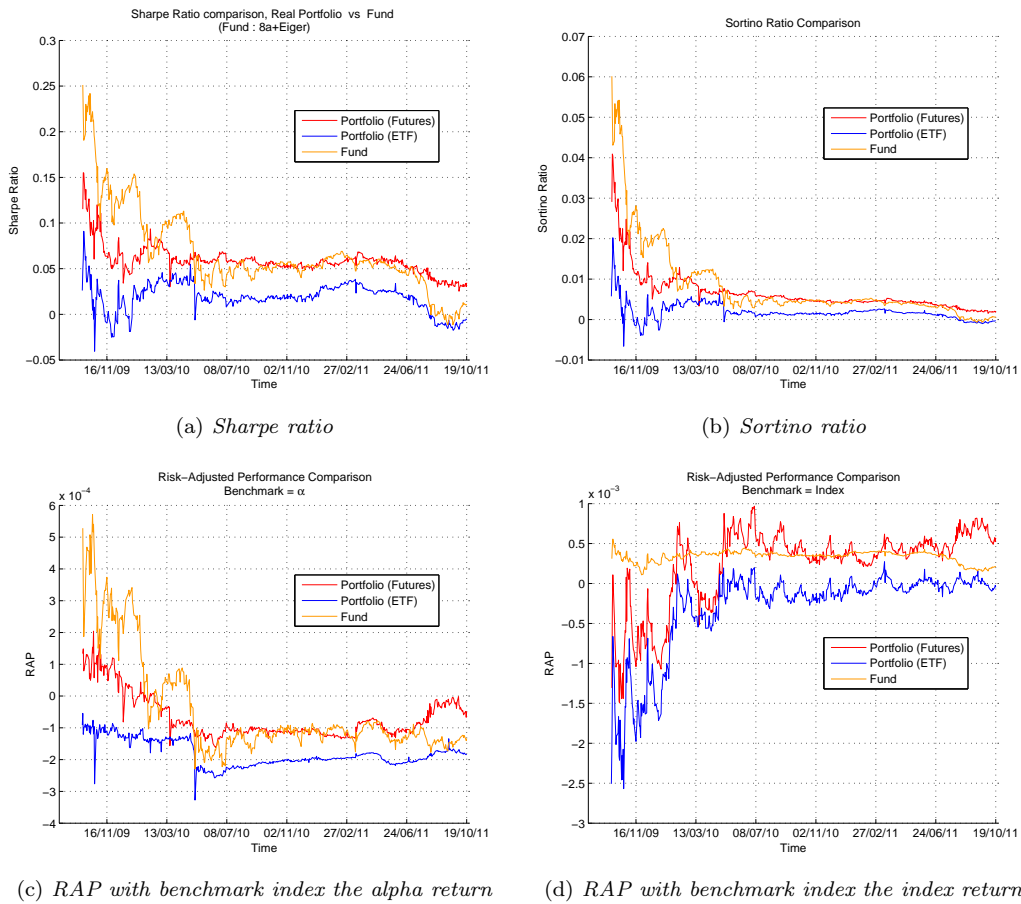 Sharpe Ratio comparison, Real Portfolio vs Fund
(Fund : 8a+Eiger)
0.3
0.25
0.2
0.15
0.1
0.05
0
−0.05
Sharpe Ratio
Portfolio (Futures)
Portfolio (ETF)
Fund
16/11/09 13/03/10 08/07/10 02/11/10 27/02/11 24/06/11 19/10/11
Time
(a) Sharpe ratio
Sortino Ratio Comparison
0.07
0.06
0.05
0.04
0.03
0.02
0.01
0
−0.01
Sortino Ratio
Portfolio (Futures)
Portfolio (ETF)
Fund
16/11/09 13/03/10 08/07/10 02/11/10 27/02/11 24/06/11 19/10/11
Time
(b) Sortino ratio
Risk−Adjusted Performance Comparison
Benchmark = α
x 10−4
6
5
4
3
2
1
0
−1
−2
−3
−4
RAP
Portfolio (Futures)
Portfolio (ETF)
Fund
16/11/09 13/03/10 08/07/10 02/11/10 27/02/11 24/06/11 19/10/11
Time
(c) RAP with benchmark index the alpha return
Risk−Adjusted Performance Comparison
Benchmark = Index
x 10−3
1
0.5
0
−0.5
−1
−1.5
−2
−2.5
−3
RAP
Portfolio (Futures)
Portfolio (ETF)
Fund
16/11/09 13/03/10 08/07/10 02/11/10 27/02/11 24/06/11 19/10/11
Time
(d) RAP with benchmark index the index return